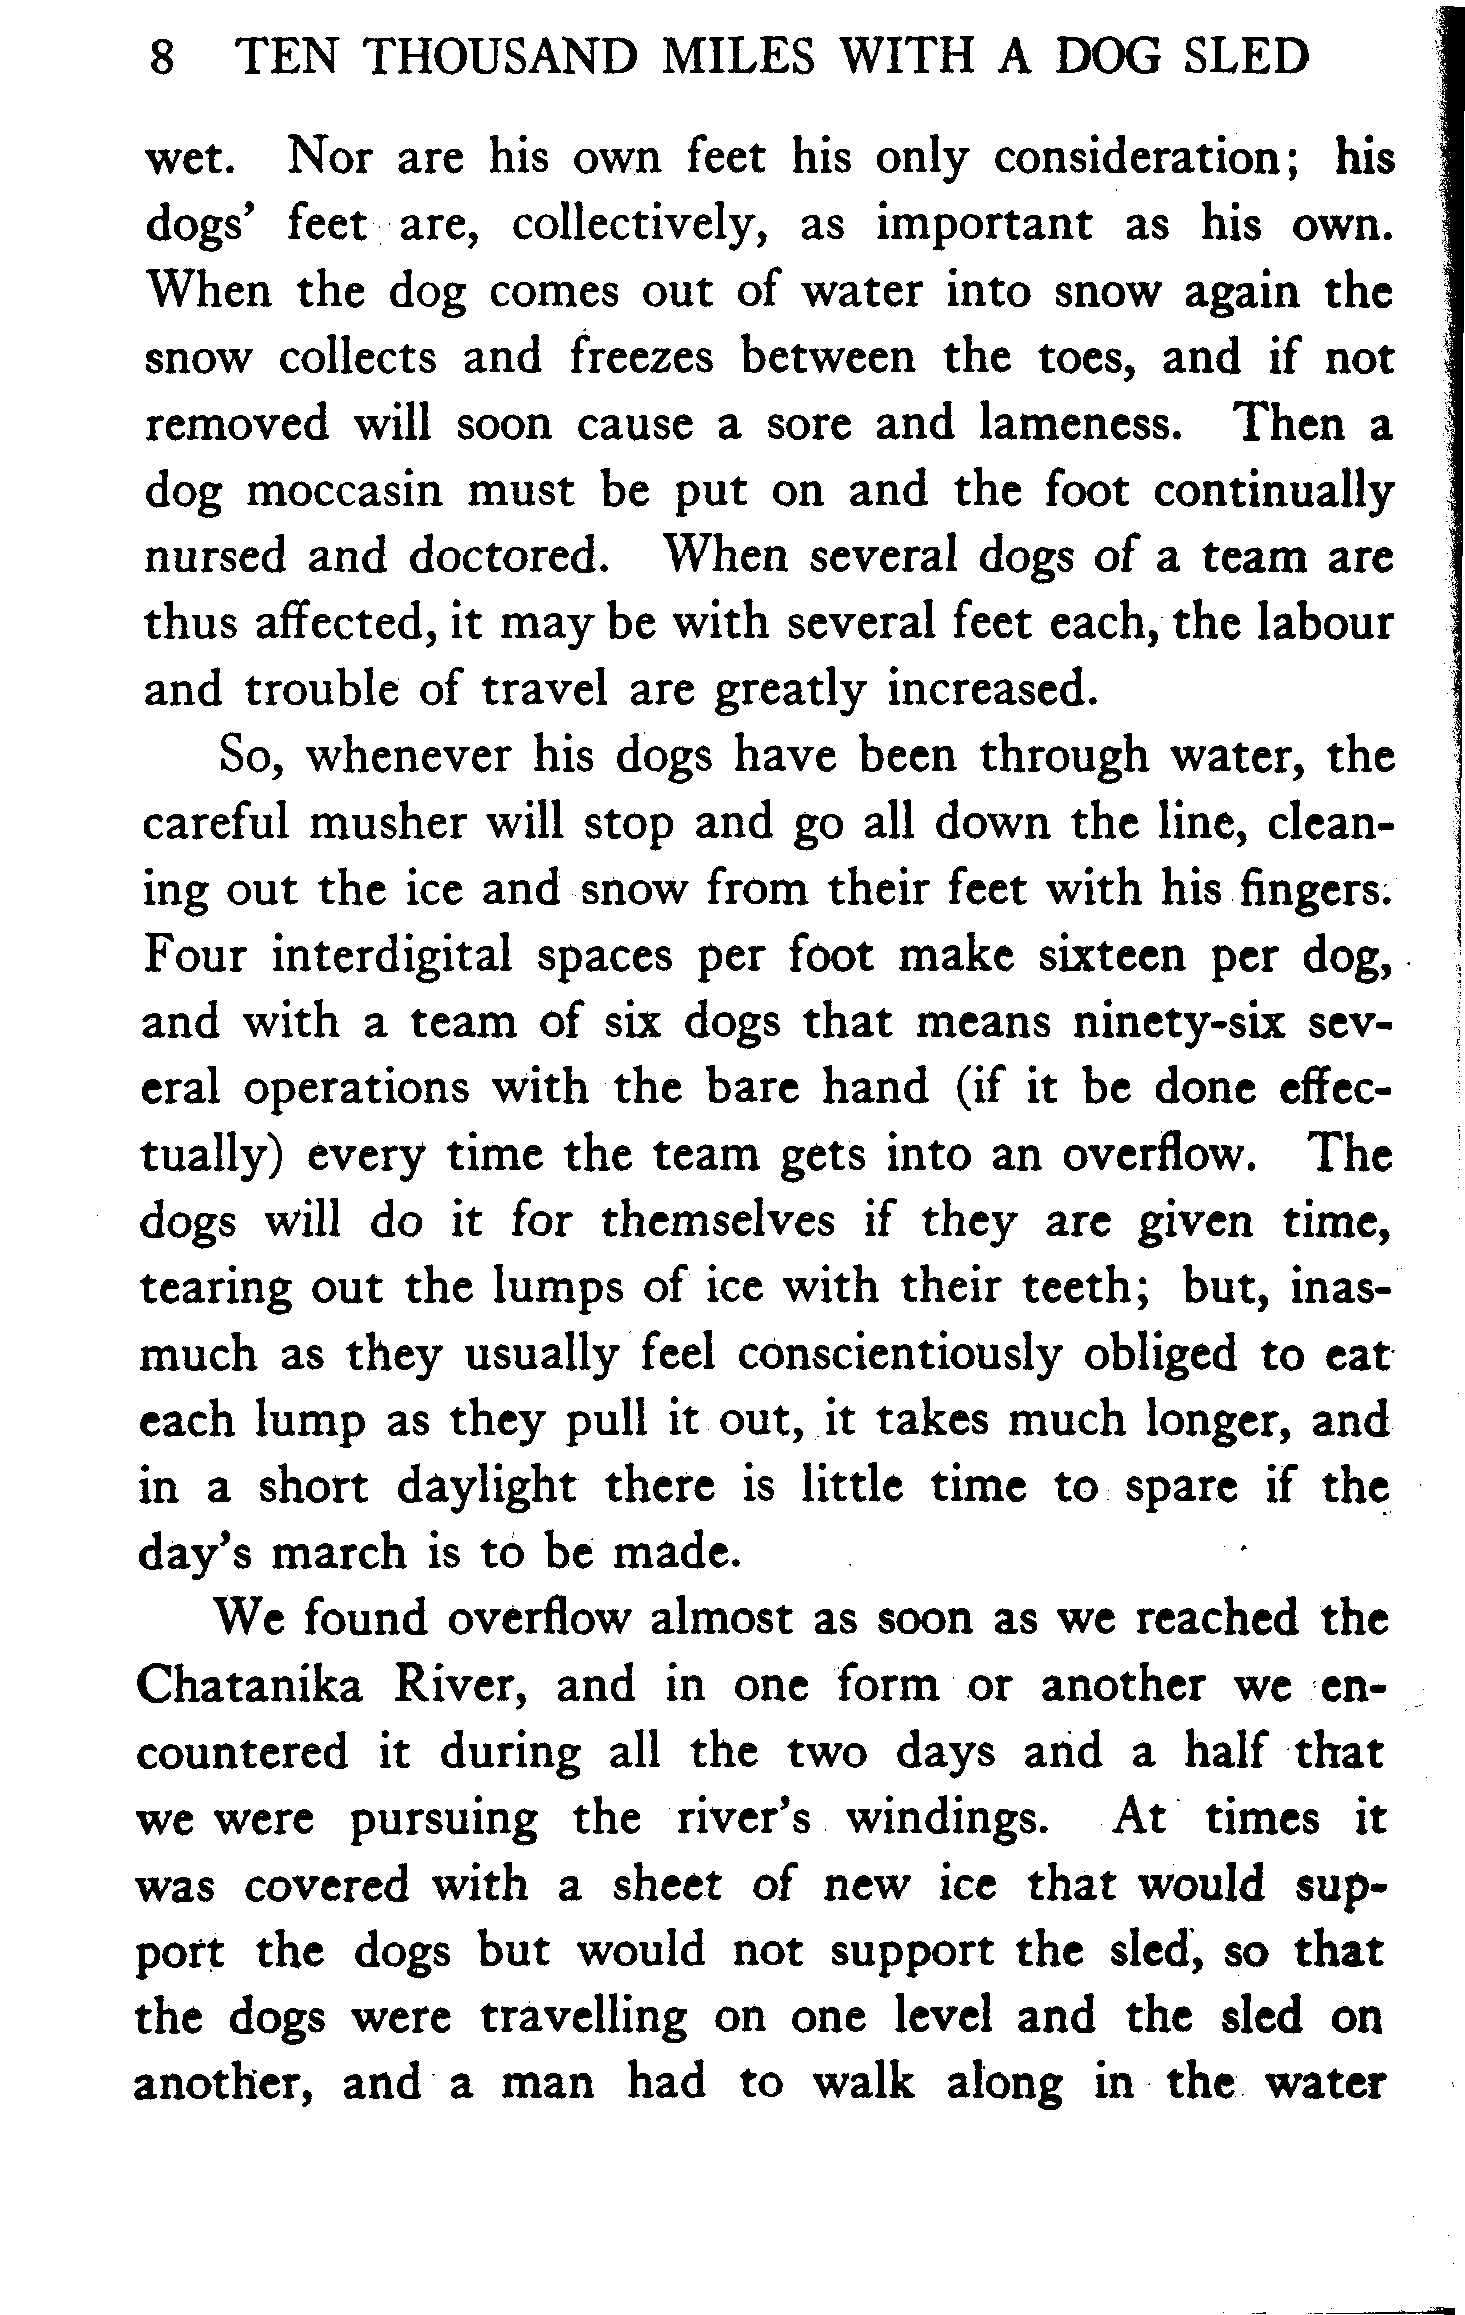 8 TEN THOUSAND MILES WITH A DOG SLED
wet. Nor are his own feet his only consideration; his
dogs' feet are, collectively, as important as his own.
When the dog comes out of water into snow again the
snow collects and freezes between the toes, and if not
removed will soon cause a sore and lameness. Then a
dog moccasin must be put on and the foot continually
nursed and doctored. When several dogs of a team are
thus affected, it may be with several feet each, the labour
and trouble of travel are greatly increased.
So, whenever his dogs have been through water, the
careful musher will stop and go all down the line, clean-
ing out the ice and snow from their feet with his fingers.
Four interdigital spaces per foot make sixteen per dog,
and with a team of six dogs that means ninety-six sev-
eral operations with the bare hand (if it be done effec-
tually) every time the team gets into an overflow. The
dogs will do it for themselves if they are given time,
tearing out the lumps of ice with their teeth; but, inas-
much as they usually feel conscientiously obliged to eat
each lump as they pull it out, it takes much longer, and
in a short daylight there is little time to spare if the
day's march is to be made.
We found overflow almost as soon as we reached the
Chatanika River, and in one form or another we en-
countered it during all the two days and a half that
we were pursuing the river's windings. At times it
was covered with a sheet of new ice that would sup-
port the dogs but would not support the sled, so that
the dogs were travelling on one level and the sled on
another, and a man had to walk along in the water